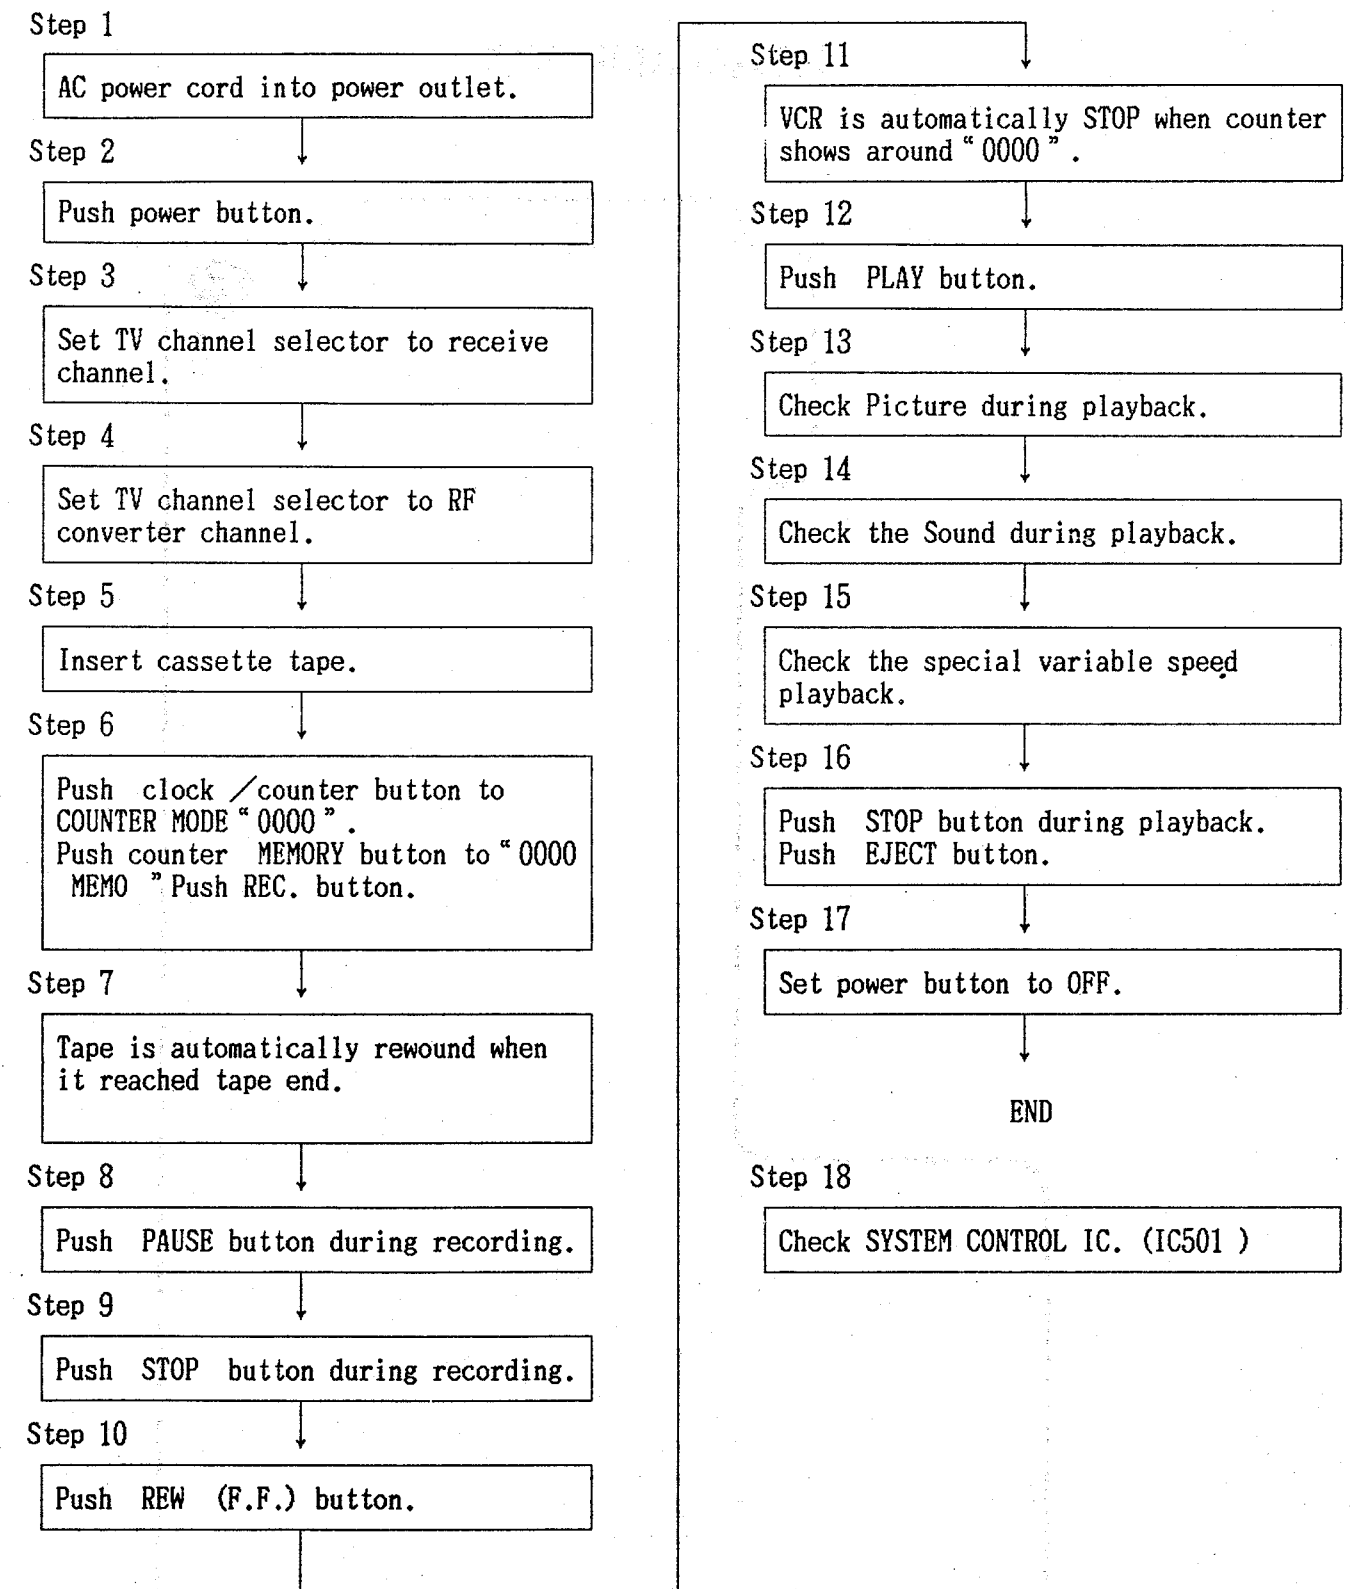 Step 1
AC power cord into power outlet.
Step 2
Push power button.
Step 3
Set TV channel selector to receive
channel.
Step 4
Set TV channel selector to RF
converter channel.
Step 5
Insert cassette tape.
Step 6
Push clock ／counter button to
COUNTER MODE “ 0000 ” .
Push counter MEMORY button to “ 0000
MEMO ” Push REC. button.
Step 7
Tape is automatically rewound when
it reached tape end.
Step 8
Push PAUSE button during recording.
Step 9
Push STOP button during recording.
Step 10
Push REW (F.F.) button.
Step 11
VCR is automatically STOP when counter
shows around “ 0000 ” .
Step 12
Push PLAY button.
Step 13
Check Picture during playback.
Step 14
Check the Sound during playback.
Step 15
Check the special variable speed
playback.
Step 16
Push STOP button during playback.
Push EJECT button.
Step 17
Set power button to OFF.
END
Step 18
Check SYSTEM CONTROL IC. (IC501 )